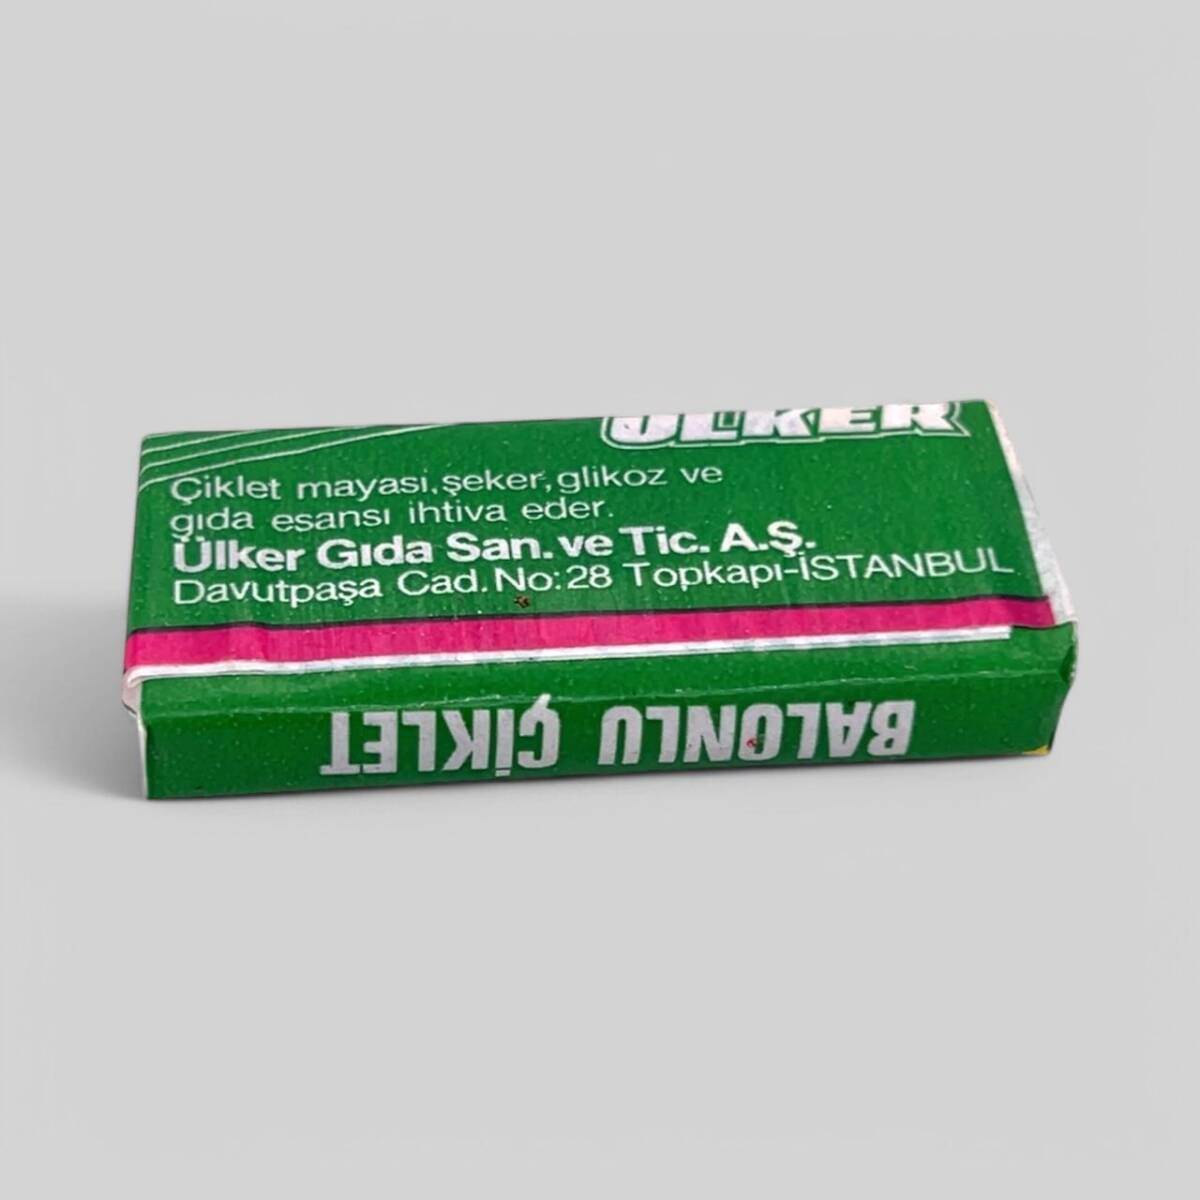 ÜLKER
Çiklet mayası,şeker,glikoz ve
gıda esansı ihtiva eder.
Ülker Gıda San. ve Tic. A.Ş.
Davutpaşa Cad. No:28 Topkapı-İSTANBUL
BALONLU ÇİKLET